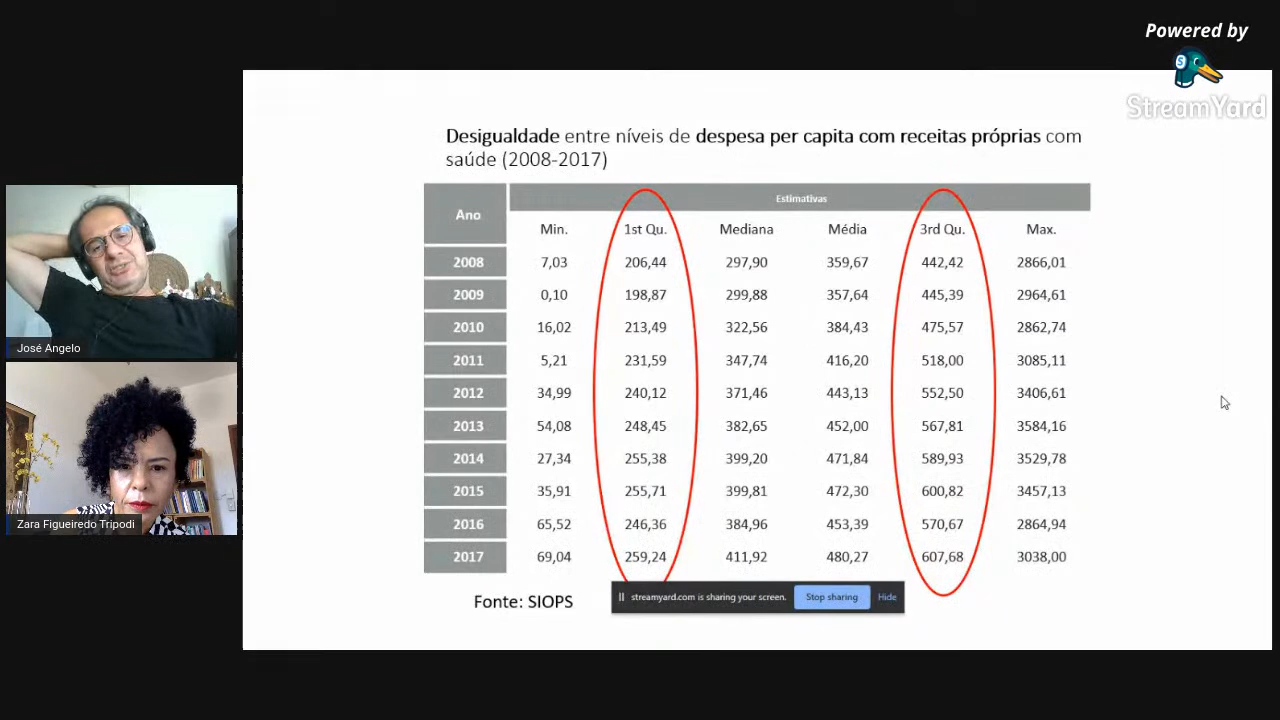 Powered by
StreamYard
Desigualdade entre níveis de despesa per capita com receitas próprias com
saúde (2008-2017)
Ano Estimativas
Min. 1st Qu. Mediana Média 3rd Qu. Max.
2008 7,03 206,44 297,90 359,67 442,42 2866,01
2009 0,10 198,87 299,88 357,64 445,39 2964,61
2010 16,02 213,49 322,56 384,43 475,57 2862,74
2011 5,21 231,59 347,74 416,20 518,00 3085,11
2012 34,99 240,12 371,46 443,13 552,50 3406,61
2013 54,08 248,45 382,65 452,00 567,81 3584,16
2014 27,34 255,38 399,20 471,84 589,93 3529,78
2015 35,91 255,71 399,81 472,30 600,82 3457,13
2016 65,52 246,36 384,96 453,39 570,67 2864,94
2017 69,04 259,24 411,92 480,27 607,68 3038,00
Fonte: SIOPS
streamyard.com is sharing your screen. Stop sharing Hide
José Angelo
Zara Figueiredo Tripodi